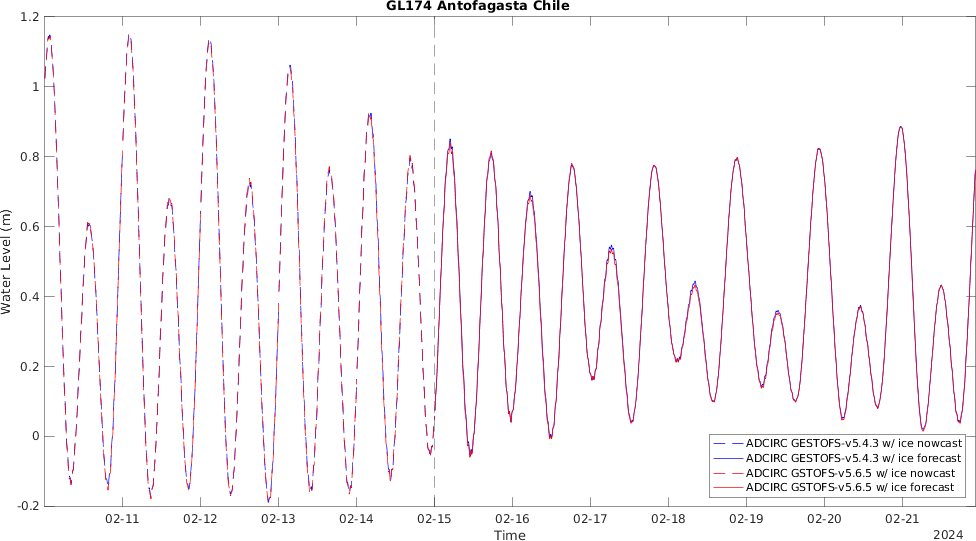 GL174 Antofagasta Chile
1.2
1
0.8
0.6
0.4
0.2
0
-0.2
Water Level (m)
ADCIRC GESTOFS-v5.4.3 w/ ice nowcast
ADCIRC GESTOFS-v5.4.3 w/ ice forecast
ADCIRC GSTOFS-v5.6.5 w/ ice nowcast
ADCIRC GSTOFS-v5.6.5 w/ ice forecast
02-11 02-12 02-13 02-14 02-15 02-16 02-17 02-18 02-19 02-20 02-21
Time
2024